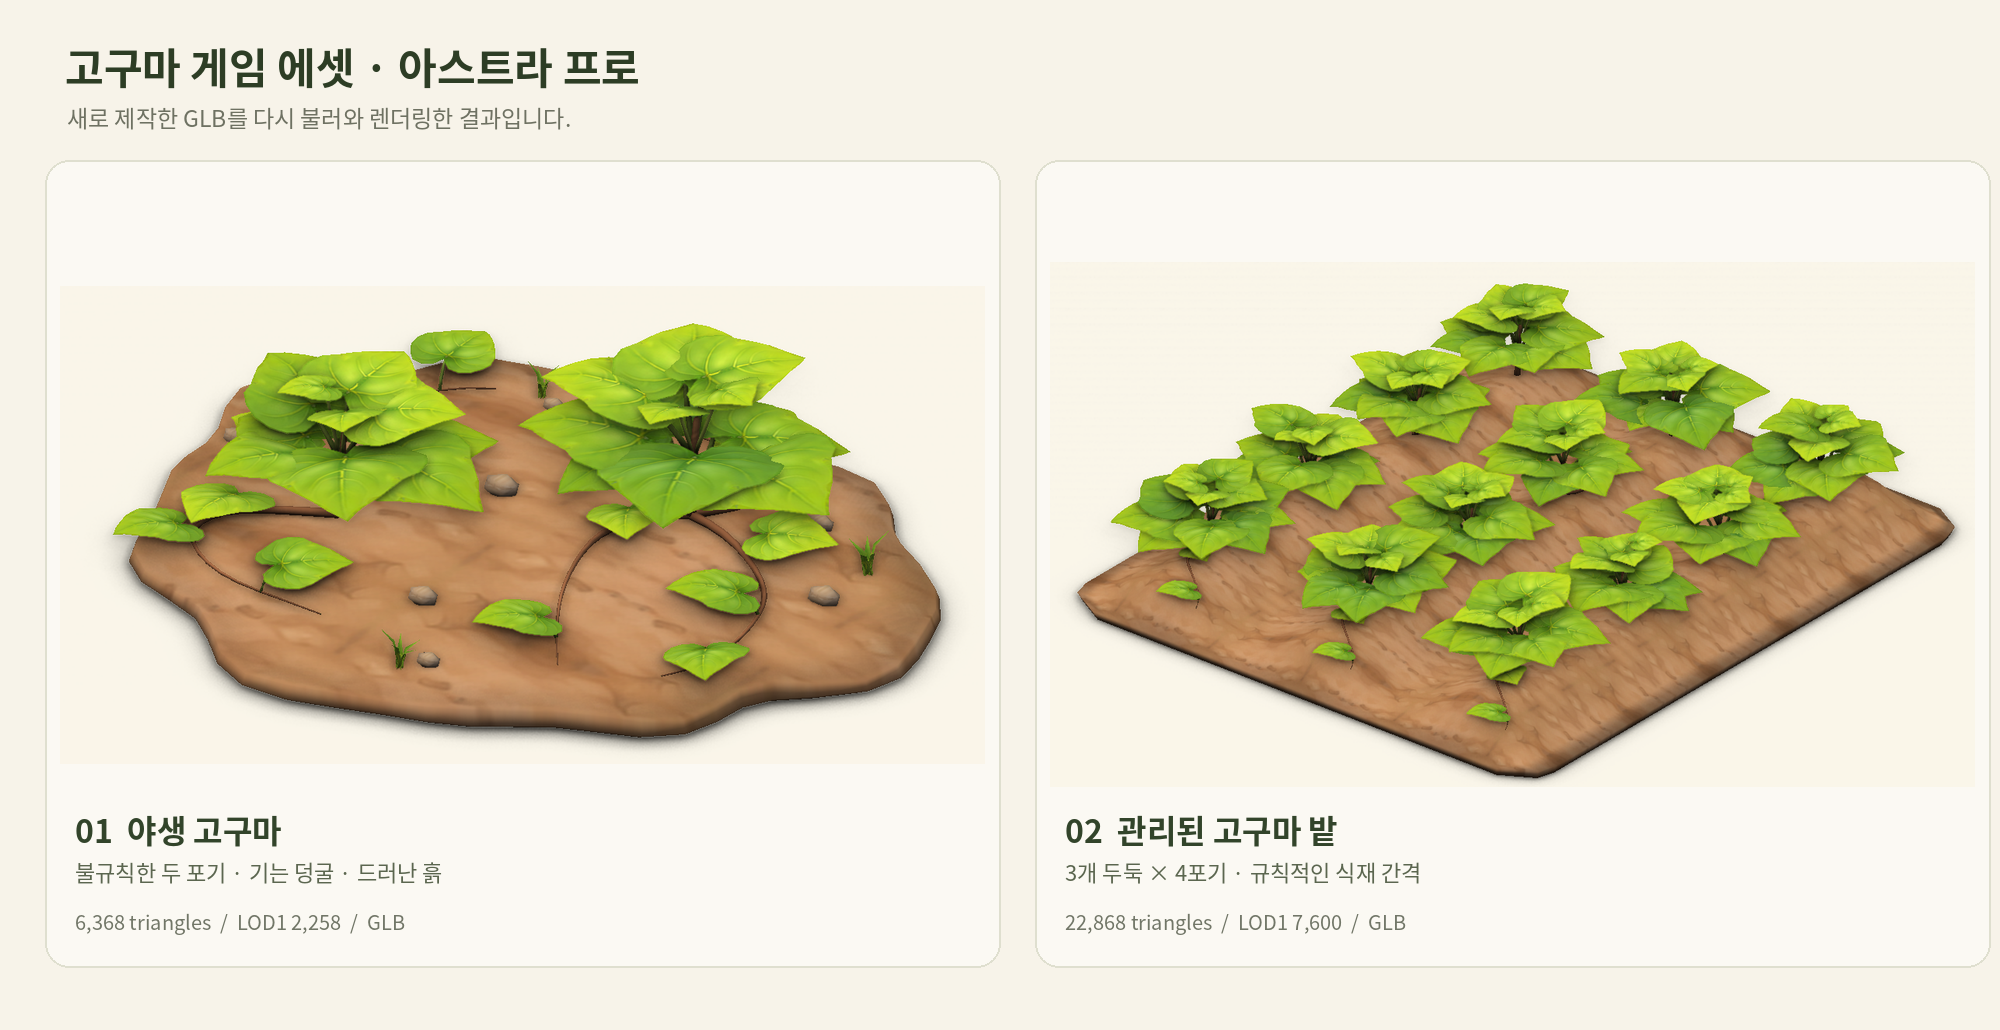 고구마 게임 에셋 · 아스트라 프로
새로 제작한 GLB를 다시 불러와 렌더링한 결과입니다.
01 야생 고구마
불규칙한 두 포기 · 기는 덩굴 · 드러난 흙
6,368 triangles / LOD1 2,258 / GLB
02 관리된 고구마 밭
3개 두둑 × 4포기 · 규칙적인 식재 간격
22,868 triangles / LOD1 7,600 / GLB